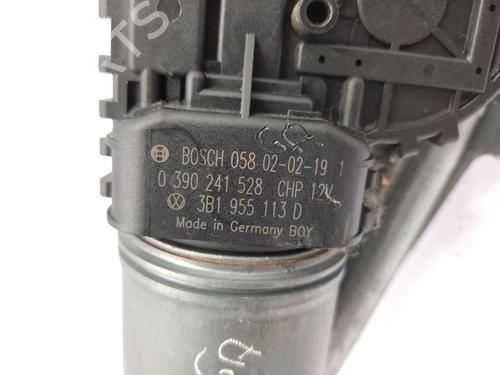 BOSCH 058 02-02-19 1
0 390 241 528 CHP 12V
3B1 955 113 D
Made in Germany BOY